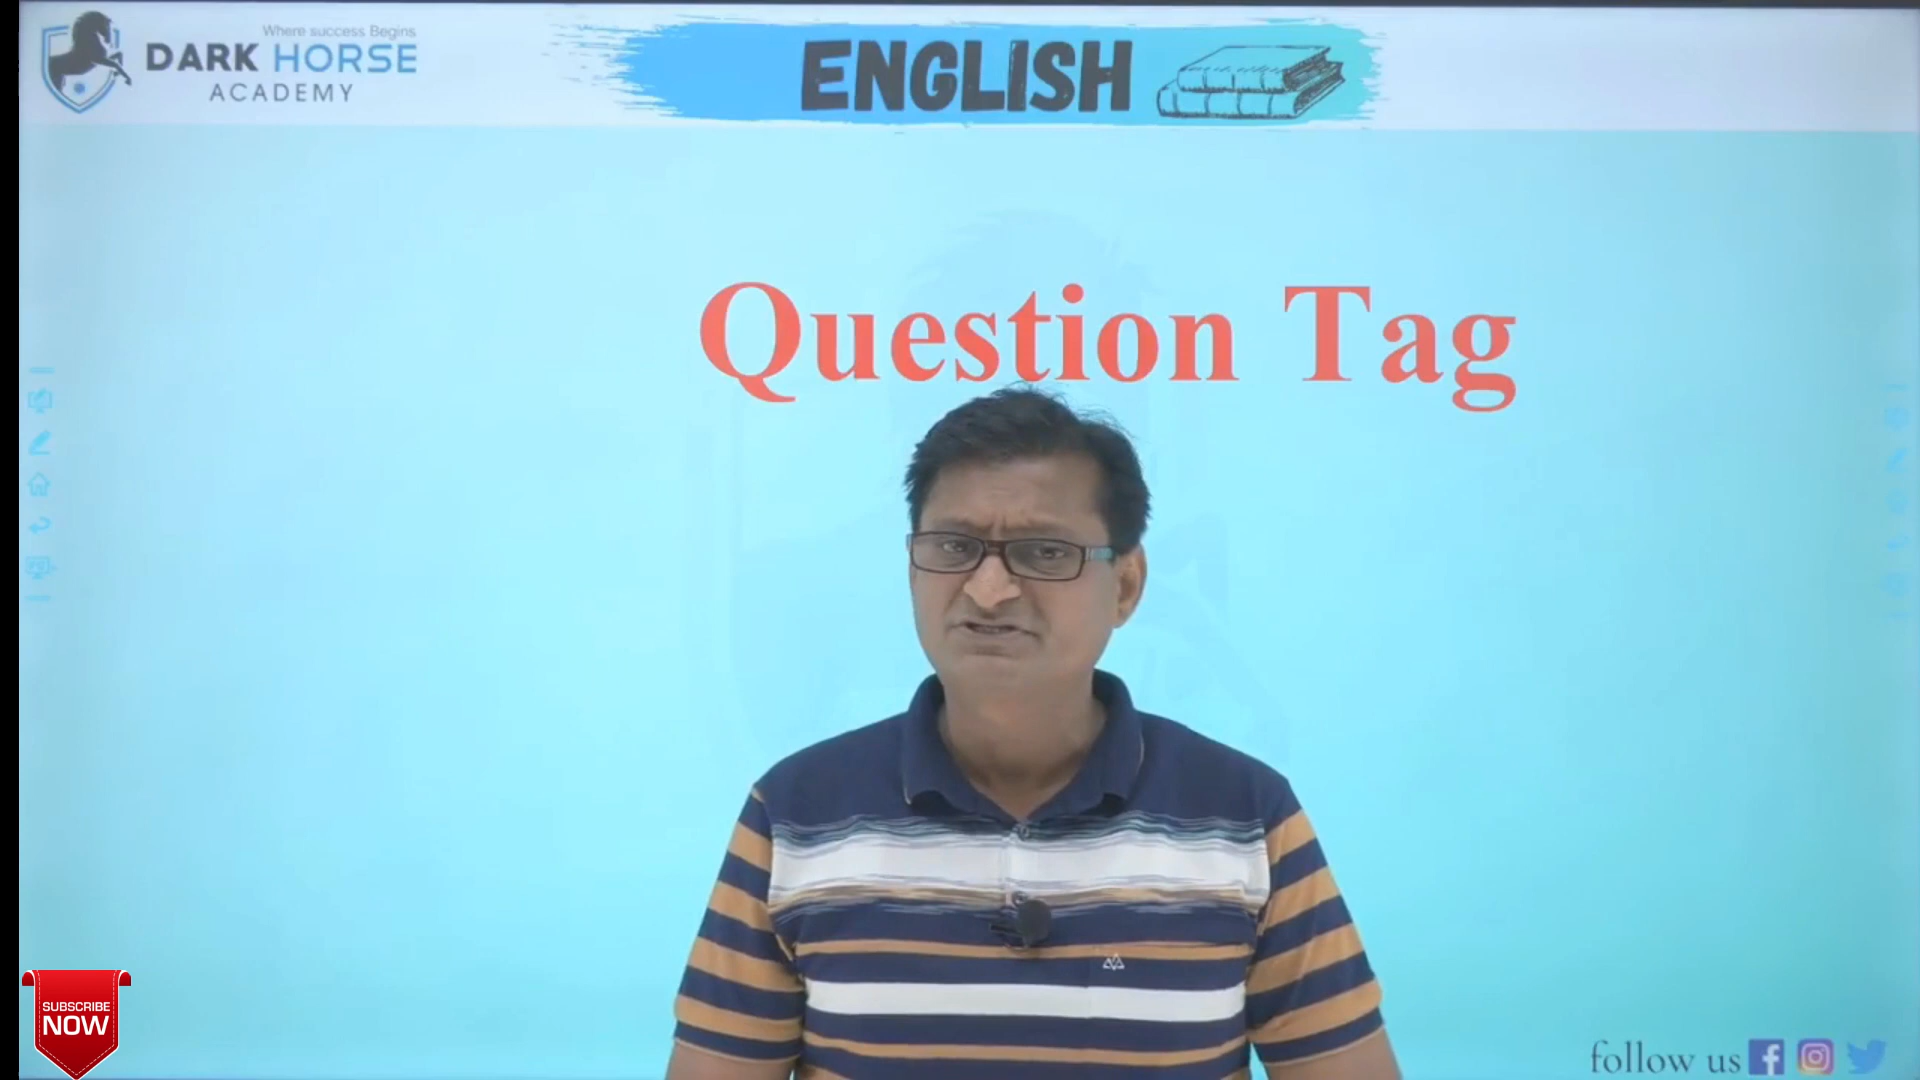 Where success Begins
DARK HORSE
ACADEMY
ENGLISH
Question Tag
SUBSCRIBE
NOW
follow us